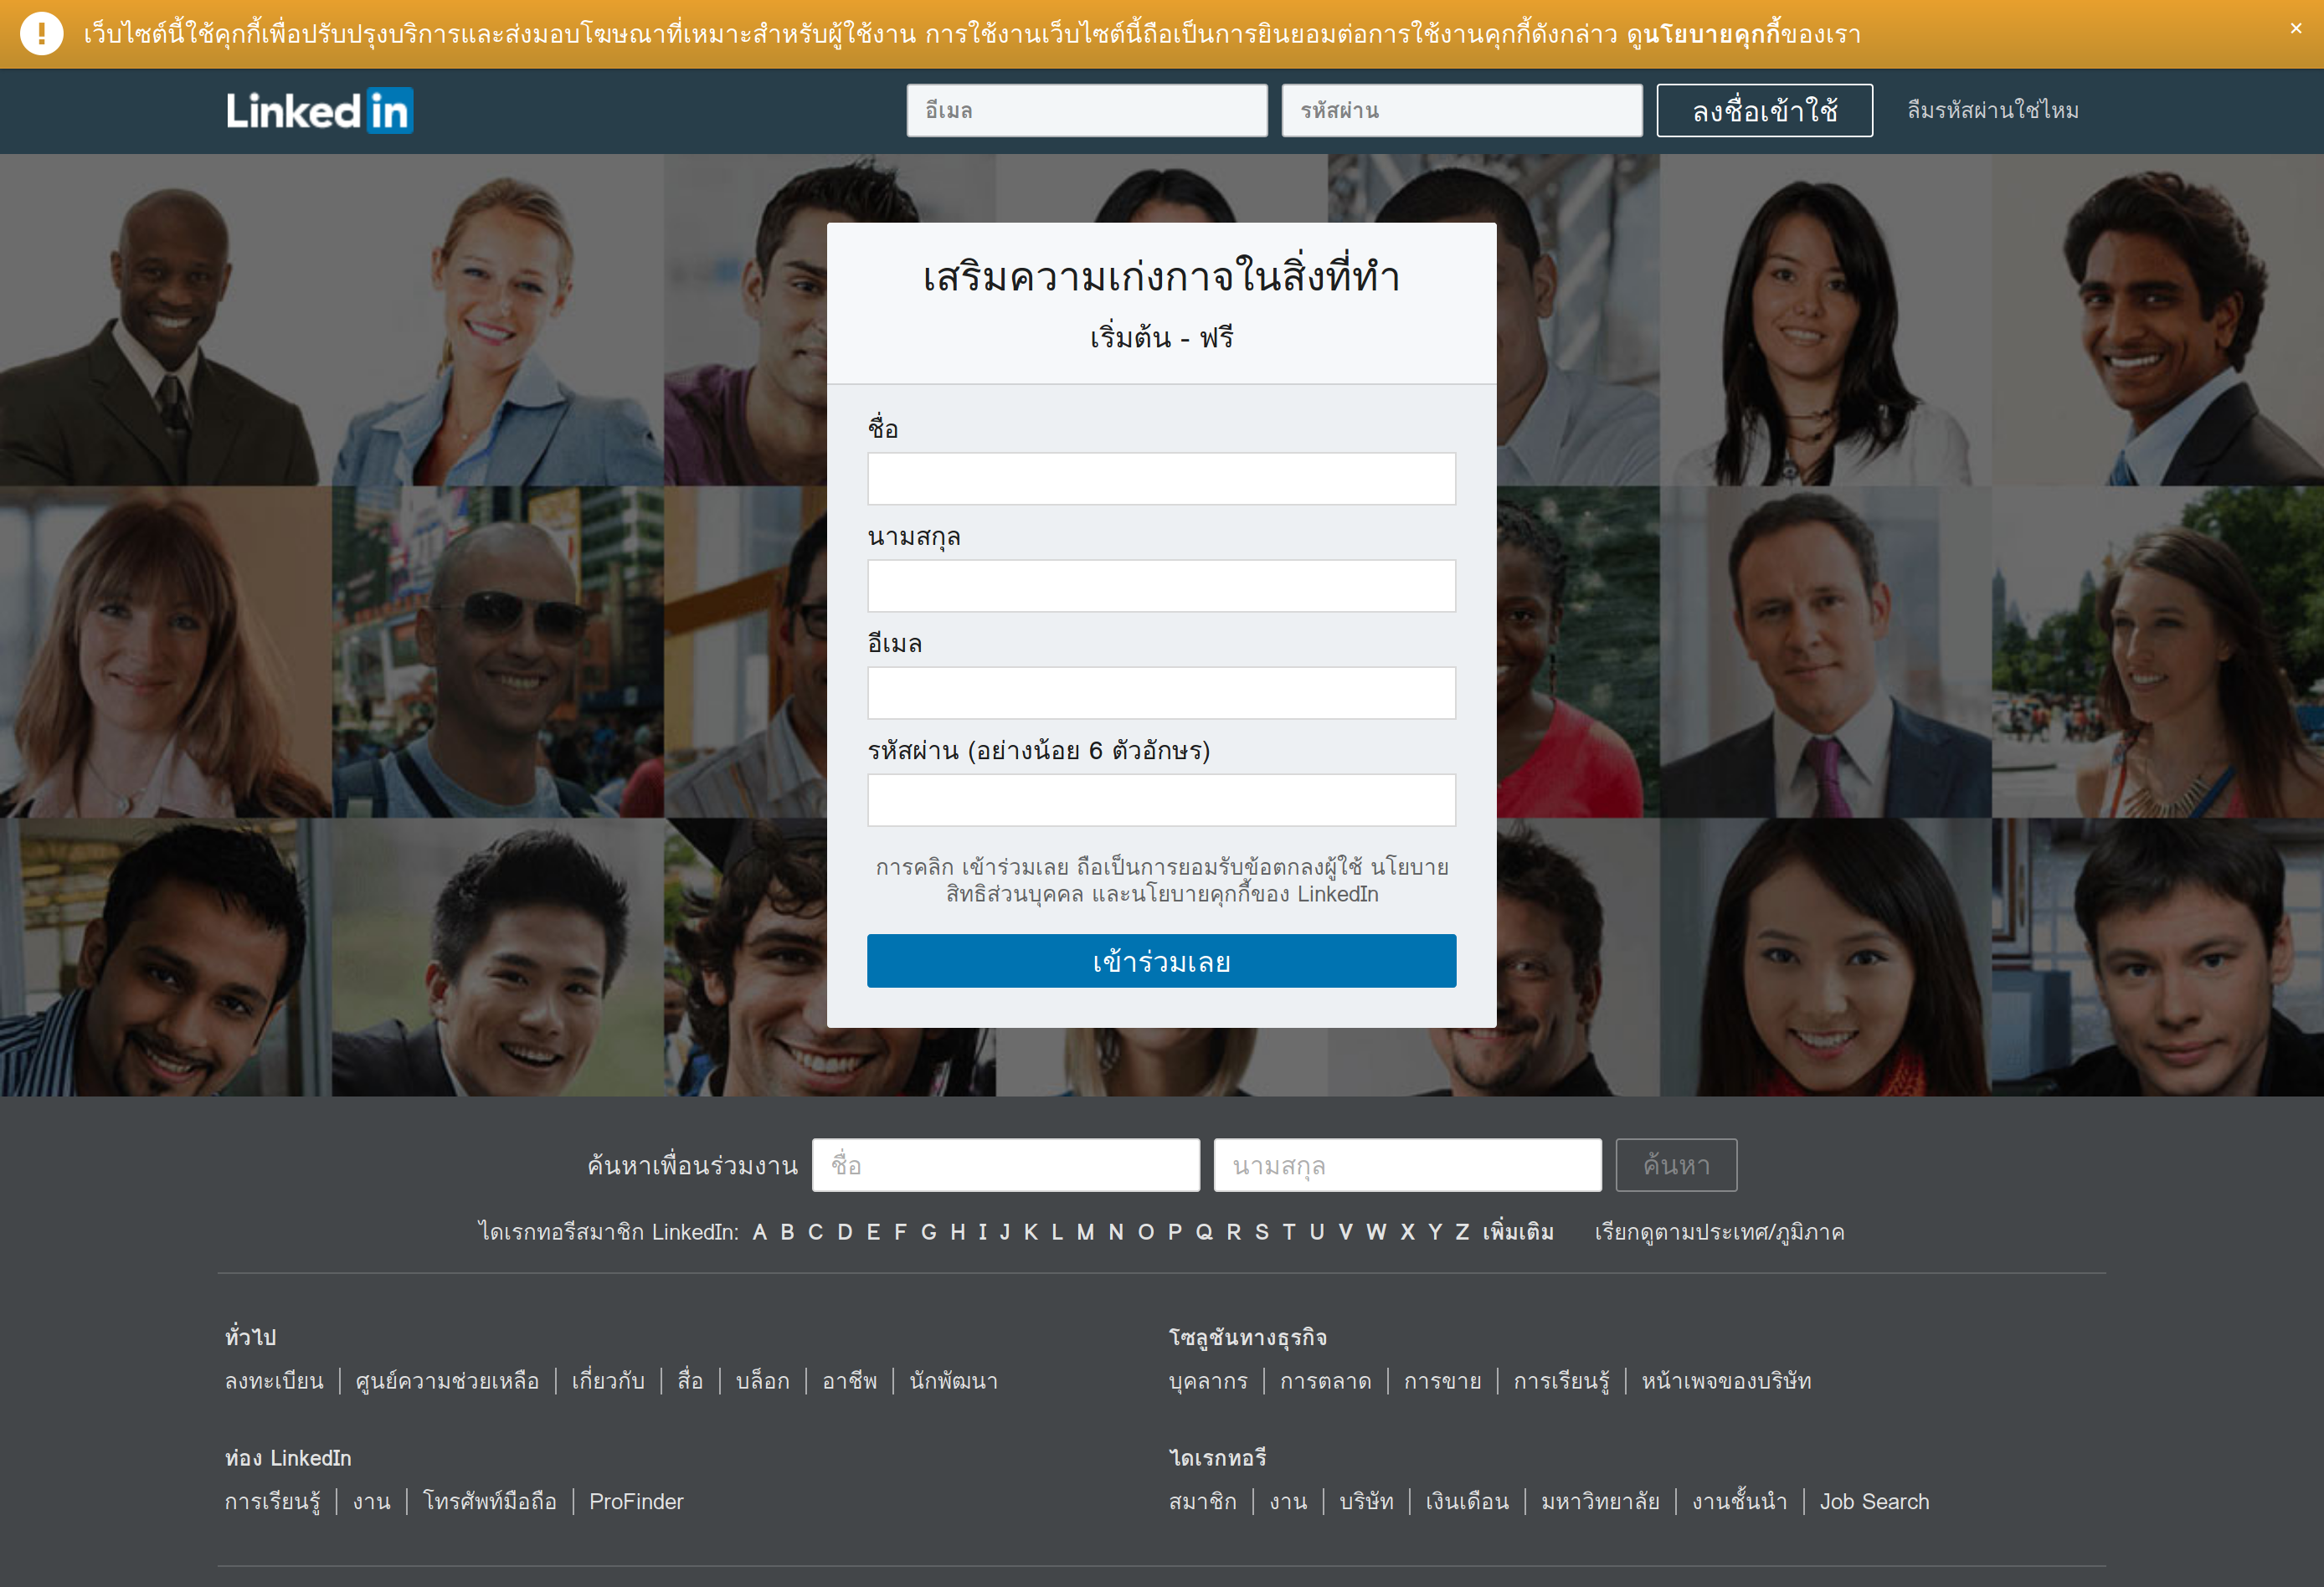 เว็บไซต์นี้ใช้คุกกี้เพื่อปรับปรุงบริการและส่งมอบโฆษณาที่เหมาะสำหรับผู้ใช้งาน การใช้งานเว็บไซต์นี้ถือเป็นการยินยอมต่อการใช้งานคุกกี้ดังกล่าว ดูนโยบายคุกกี้ของเรา ×
Linked in อีเมล รหัสผ่าน ลงชื่อเข้าใช้ ลืมรหัสผ่านใช่ไหม
เสริมความเก่งกาจในสิ่งที่ทำ
เริ่มต้น - ฟรี
ชื่อ
นามสกุล
อีเมล
รหัสผ่าน (อย่างน้อย 6 ตัวอักษร)
การคลิก เข้าร่วมเลย ถือเป็นการยอมรับข้อตกลงผู้ใช้ นโยบาย
สิทธิส่วนบุคคล และนโยบายคุกกี้ของ LinkedIn
เข้าร่วมเลย
ค้นหาเพื่อนร่วมงาน ชื่อ นามสกุล ค้นหา
ไดเรกทอรีสมาชิก LinkedIn: A B C D E F G H I J K L M N O P Q R S T U V W X Y Z เพิ่มเติม เรียกดูตามประเทศ/ภูมิภาค
ทั่วไป
ลงทะเบียน ศูนย์ความช่วยเหลือ เกี่ยวกับ สื่อ บล็อก อาชีพ นักพัฒนา
โซลูชันทางธุรกิจ
บุคลากร การตลาด การขาย การเรียนรู้ หน้าเพจของบริษัท
ท่อง LinkedIn
การเรียนรู้ งาน โทรศัพท์มือถือ ProFinder
ไดเรกทอรี
สมาชิก งาน บริษัท เงินเดือน มหาวิทยาลัย งานชั้นนำ Job Search